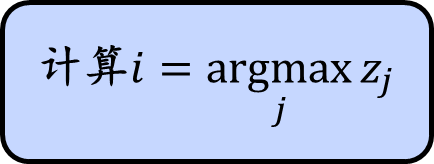 计算i = argmax z_j
j